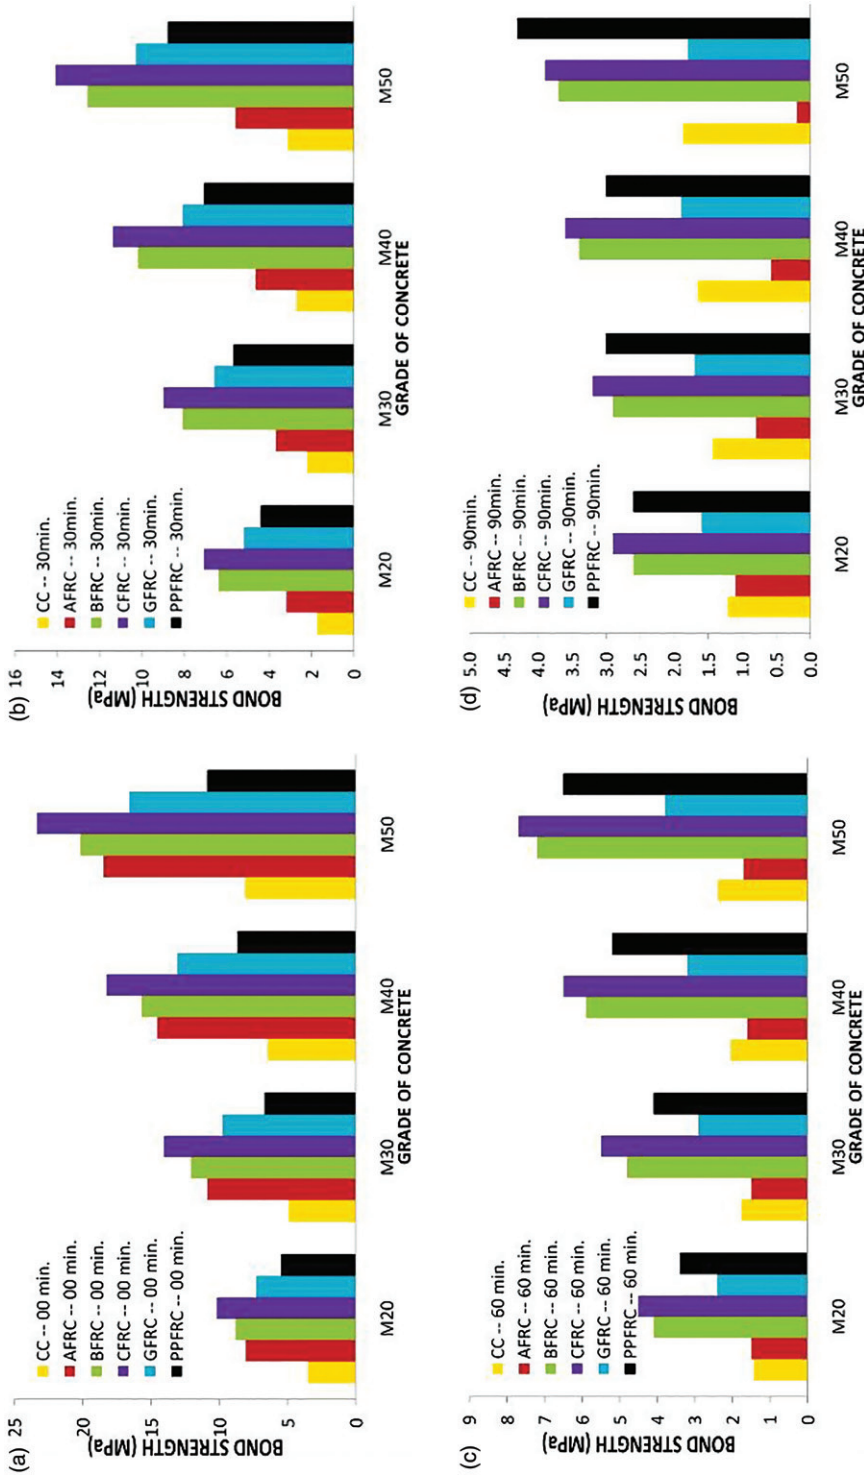 (a)
25
20
15
10
5
0
BOND STRENGTH (MPa)
CC -- 00 min.
AFRC -- 00 min.
BFRC -- 00 min.
CFRC -- 00 min.
GFRC -- 00 min.
PPFRC -- 00 min.
M20
M30
M40
M50
GRADE OF CONCRETE
(b)
16
14
12
10
8
6
4
2
0
BOND STRENGTH (MPa)
CC -- 30min.
AFRC -- 30min.
BFRC -- 30min.
CFRC -- 30min.
GFRC -- 30min.
PPFRC -- 30min.
M20
M30
M40
M50
GRADE OF CONCRETE
(c)
9
8
7
6
5
4
3
2
1
0
BOND STRENGTH (MPa)
CC -- 60 min.
AFRC -- 60 min.
BFRC -- 60 min.
CFRC -- 60 min.
GFRC -- 60 min.
PPFRC -- 60 min.
M20
M30
M40
M50
GRADE OF CONCRETE
(d)
5.0
4.5
4.0
3.5
3.0
2.5
2.0
1.5
1.0
0.5
0.0
BOND STRENGTH (MPa)
CC -- 90min.
AFRC -- 90min.
BFRC -- 90min.
CFRC -- 90min.
GFRC -- 90min.
PPFRC -- 90min.
M20
M30
M40
M50
GRADE OF CONCRETE